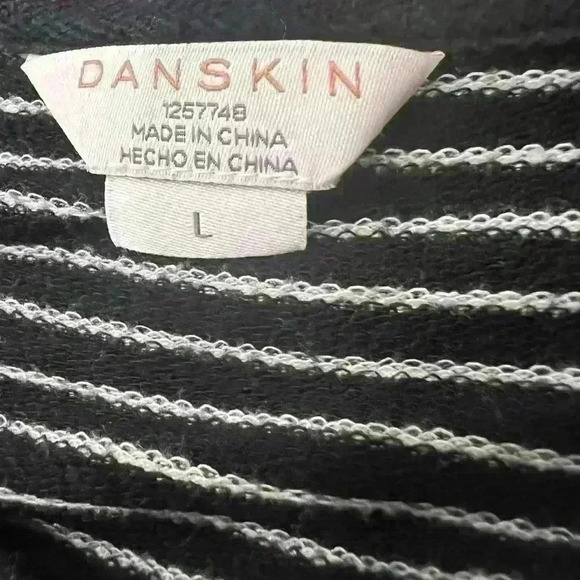 DANSKIN
1257748
MADE IN CHINA
HECHO EN CHINA
L